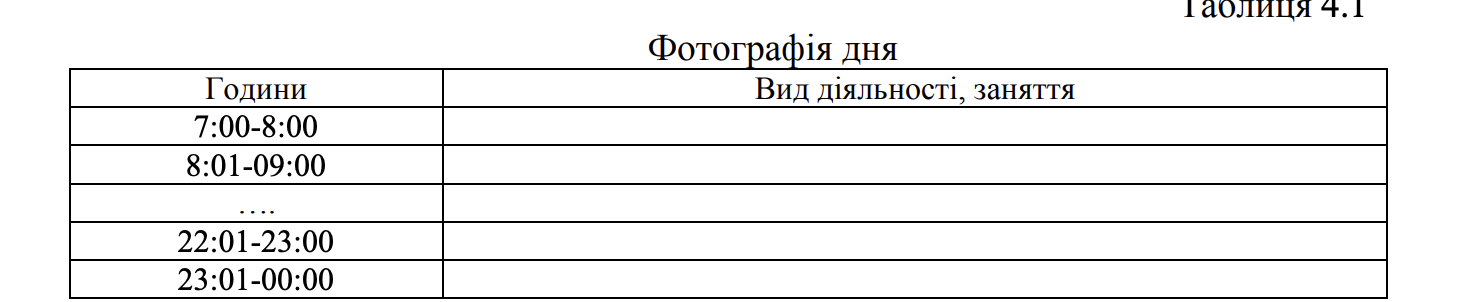 Таблиця 4.1
Фотографія дня
Години Вид діяльності, заняття
7:00-8:00
8:01-09:00
….
22:01-23:00
23:01-00:00